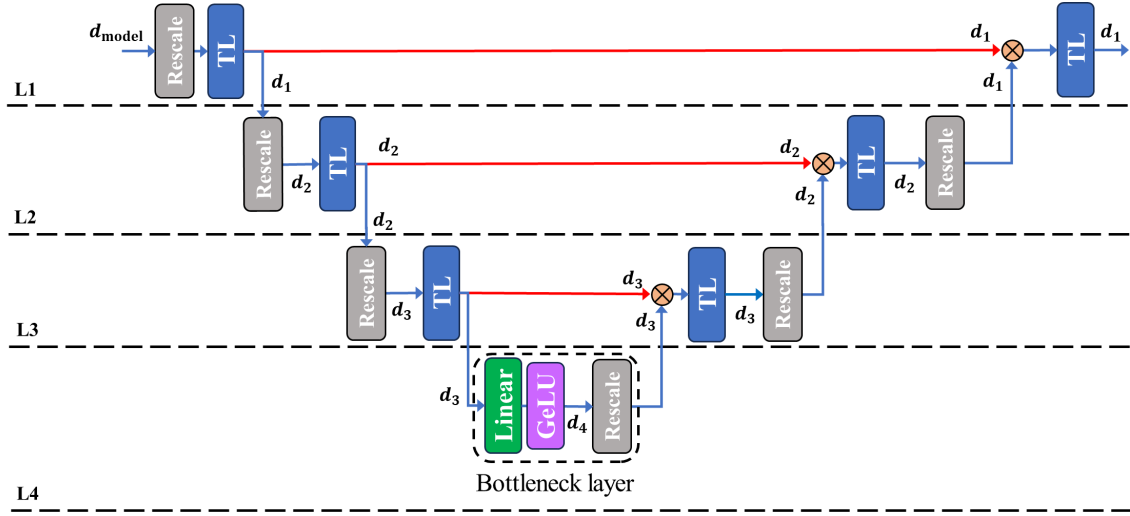 d_model
Rescale
TL
d₁
d₁
TL
d₁
d₁
L1
Rescale
d₂
TL
d₂
d₂
TL
d₂
Rescale
d₂
d₂
L2
Rescale
d₃
TL
d₃
TL
d₃
Rescale
d₃
L3
d₃
Linear
GeLU
d₄
Rescale
Bottleneck layer
L4